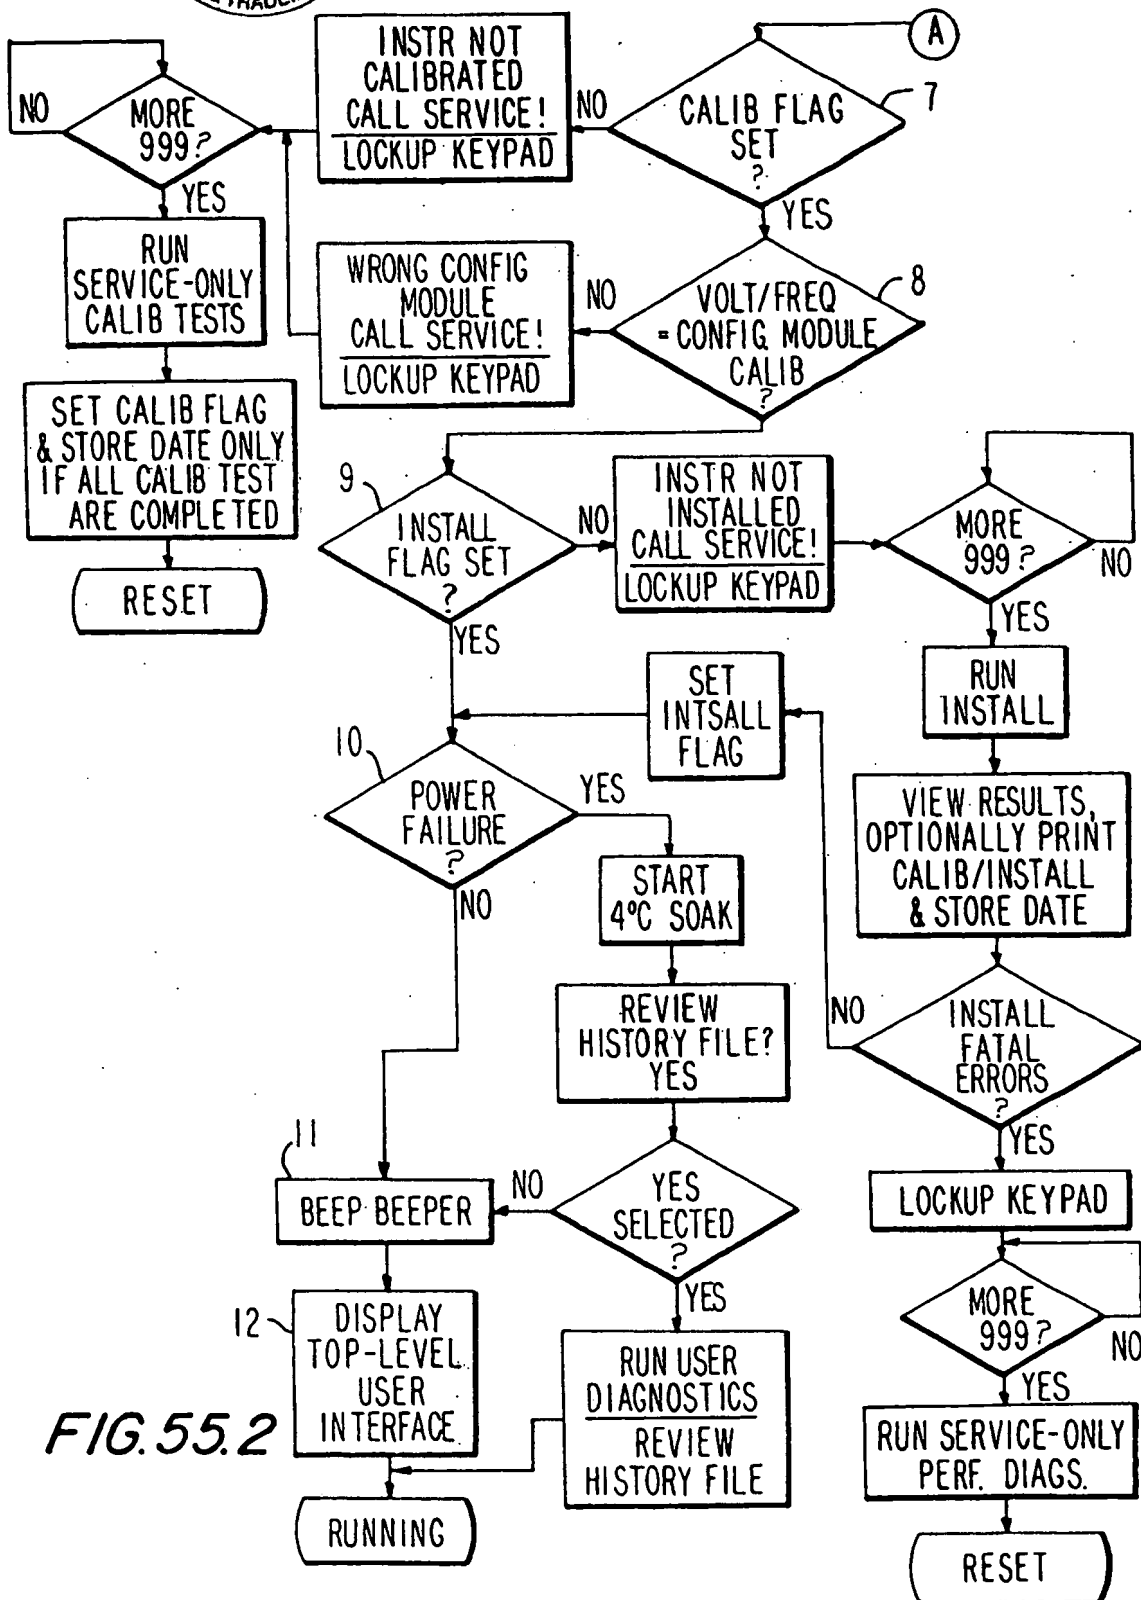 TRADEM
A
INSTR NOT
CALIBRATED
CALL SERVICE!
LOCKUP KEYPAD
NO
CALIB FLAG
SET
?
7
NO
MORE
999?
YES
YES
RUN
SERVICE-ONLY
CALIB TESTS
WRONG CONFIG
MODULE
CALL SERVICE!
LOCKUP KEYPAD
NO
VOLT/FREQ
= CONFIG MODULE
CALIB
?
8
SET CALIB FLAG
& STORE DATE ONLY
IF ALL CALIB TEST
ARE COMPLETED
RESET
9
INSTALL
FLAG SET
?
NO
YES
INSTR NOT
INSTALLED
CALL SERVICE!
LOCKUP KEYPAD
MORE
999?
NO
YES
RUN
INSTALL
SET
INTSALL
FLAG
10
POWER
FAILURE
?
YES
NO
START
4°C SOAK
VIEW RESULTS,
OPTIONALLY PRINT
CALIB/INSTALL
& STORE DATE
REVIEW
HISTORY FILE?
YES
NO
INSTALL
FATAL
ERRORS
?
YES
11
BEEP BEEPER
NO
YES
SELECTED
?
YES
LOCKUP KEYPAD
12
DISPLAY
TOP-LEVEL
USER
INTERFACE
RUN USER
DIAGNOSTICS
REVIEW
HISTORY FILE
MORE
999?
NO
YES
RUN SERVICE-ONLY
PERF. DIAGS.
FIG. 55.2
RUNNING
RESET